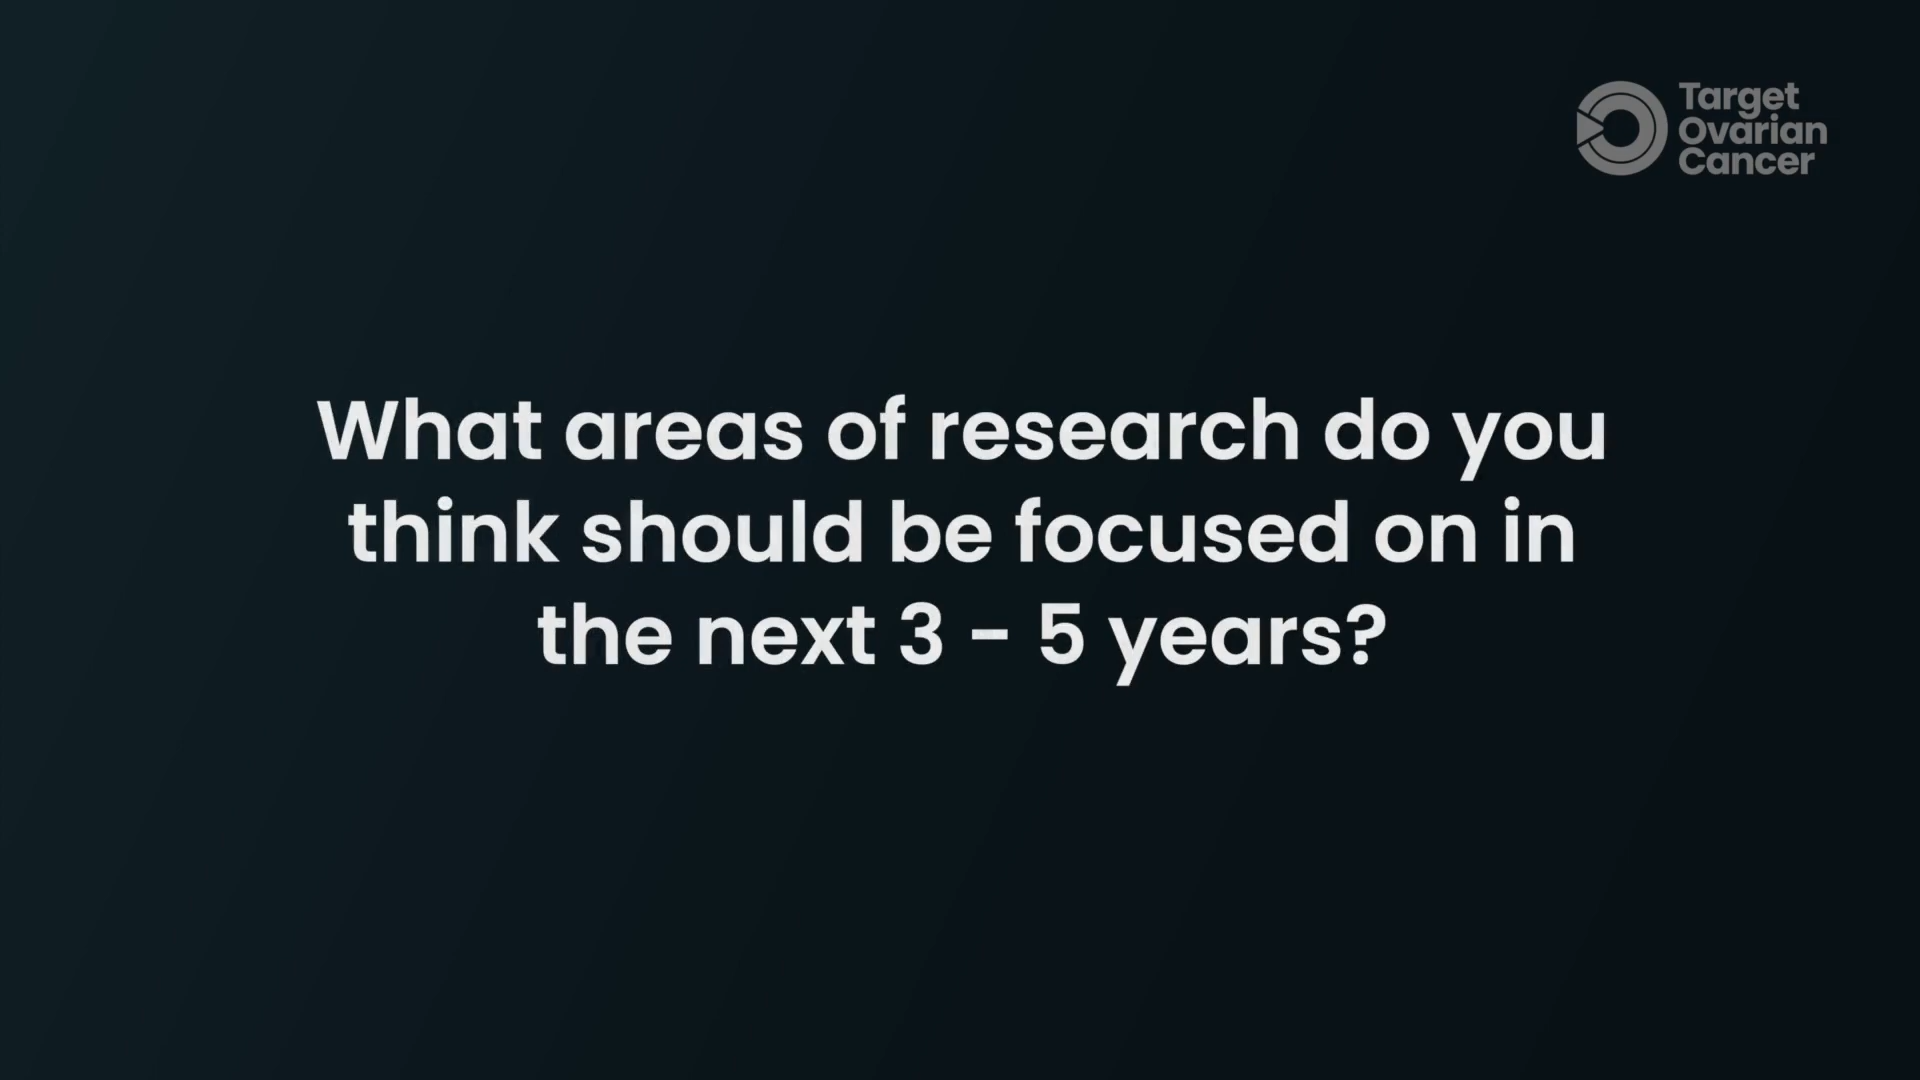 Target
Ovarian
Cancer
What areas of research do you
think should be focused on in
the next 3 - 5 years?